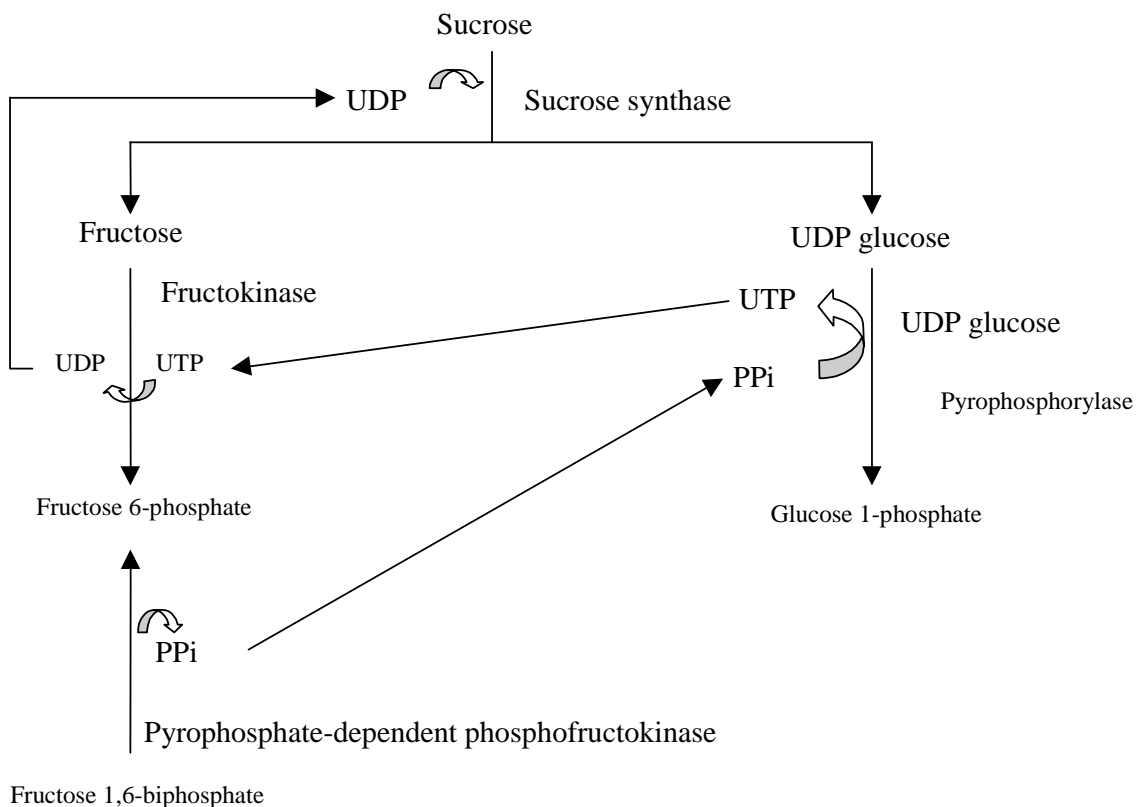 Sucrose
UDP
Sucrose synthase
Fructose
UDP glucose
Fructokinase
UTP
UDP glucose
UDP
UTP
PPi
Pyrophosphorylase
Fructose 6-phosphate
Glucose 1-phosphate
PPi
Pyrophosphate-dependent phosphofructokinase
Fructose 1,6-biphosphate